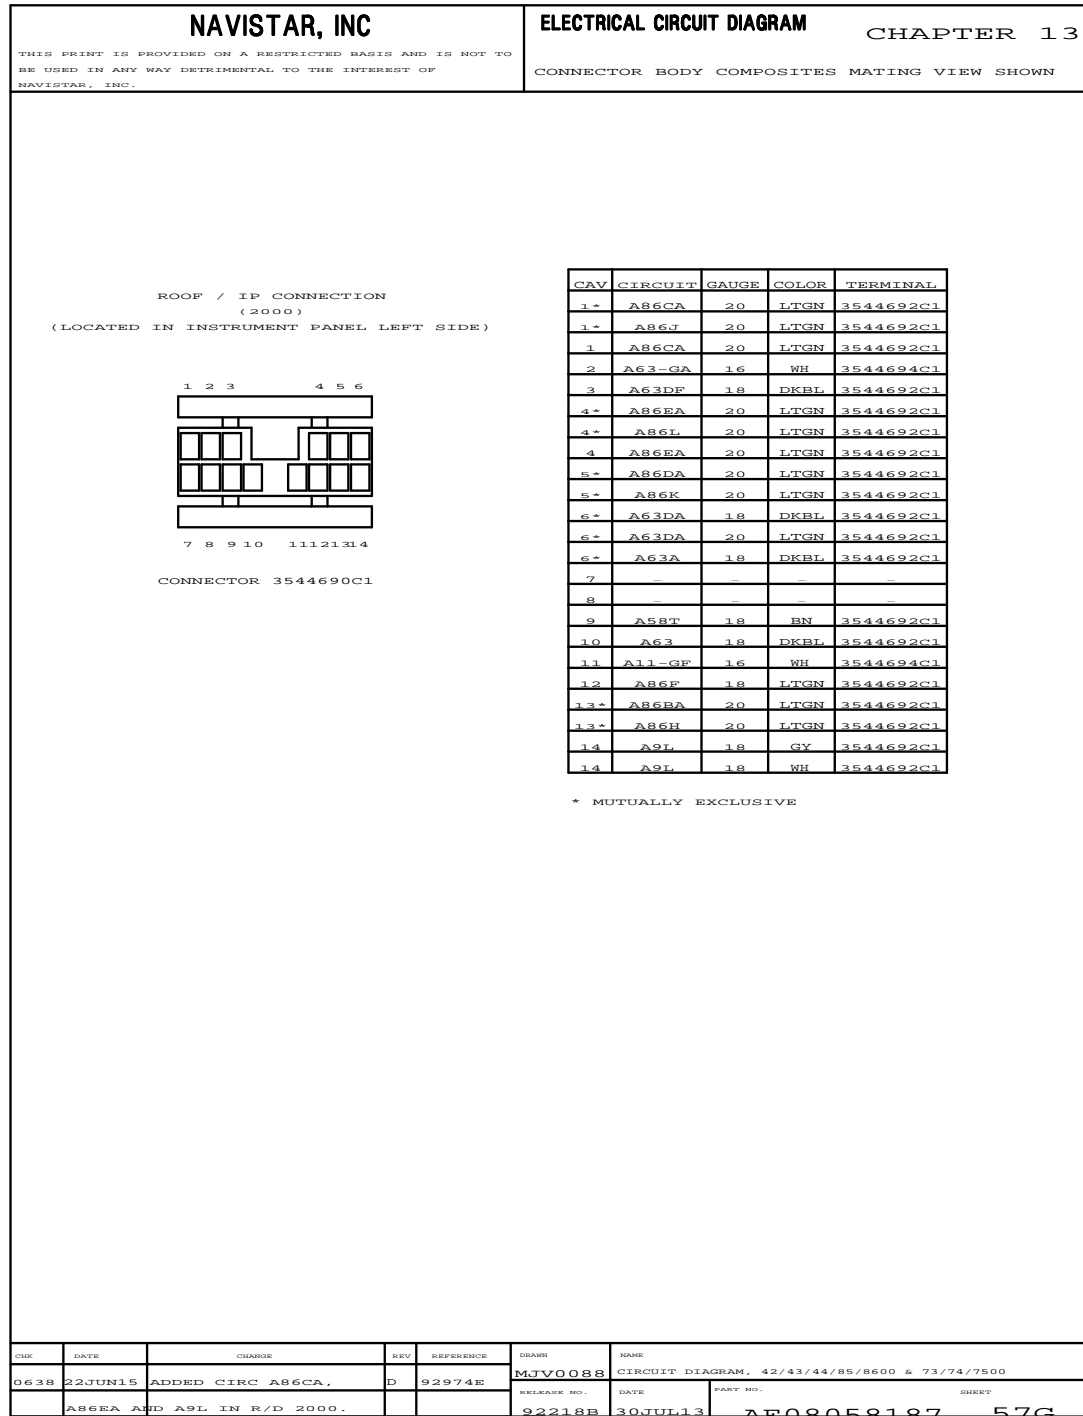 NAVISTAR, INC
THIS PRINT IS PROVIDED ON A RESTRICTED BASIS AND IS NOT TO
BE USED IN ANY WAY DETRIMENTAL TO THE INTEREST OF
NAVISTAR, INC.
ELECTRICAL CIRCUIT DIAGRAM
CHAPTER 13
CONNECTOR BODY COMPOSITES MATING VIEW SHOWN
ROOF / IP CONNECTION
(2000)
(LOCATED IN INSTRUMENT PANEL LEFT SIDE)
1 2 3 4 5 6
7 8 9 10 11 12 13 14
CONNECTOR 3544690C1
CAV CIRCUIT GAUGE COLOR TERMINAL
1* A86CA 20 LTGN 3544692C1
1* A86J 20 LTGN 3544692C1
1 A86CA 20 LTGN 3544692C1
2 A63-GA 16 WH 3544694C1
3 A63DF 18 DKBL 3544692C1
4* A86EA 20 LTGN 3544692C1
4* A86L 20 LTGN 3544692C1
4 A86EA 20 LTGN 3544692C1
5* A86DA 20 LTGN 3544692C1
5* A86K 20 LTGN 3544692C1
6* A63DA 18 DKBL 3544692C1
6* A63DA 20 LTGN 3544692C1
6* A63A 18 DKBL 3544692C1
7 - - - -
8 - - - -
9 A58T 18 BN 3544692C1
10 A63 18 DKBL 3544692C1
11 A11-GF 16 WH 3544694C1
12 A86F 18 LTGN 3544692C1
13* A86BA 20 LTGN 3544692C1
13* A86H 20 LTGN 3544692C1
14 A9L 18 GY 3544692C1
14 A9L 18 WH 3544692C1
* MUTUALLY EXCLUSIVE
CHK DATE CHANGE REV REFERENCE
0638 22JUN15 ADDED CIRC A86CA, D 92974E
A86EA AND A9L IN R/D 2000.
DRAWN
MJV0088
NAME
CIRCUIT DIAGRAM, 42/43/44/85/8600 & 73/74/7500
RELEASE NO.
92218B
DATE
30JUL13
PART NO.
AF08058187
SHEET
57G